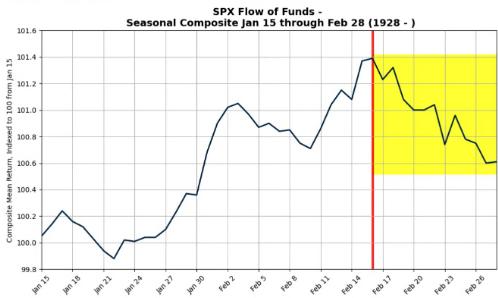 SPX Flow of Funds -
Seasonal Composite Jan 15 through Feb 28 (1928 - )
Composite Mean Return, Indexed to 100 from Jan 15
101.6
101.4
101.2
101.0
100.8
100.6
100.4
100.2
100.0
99.8
Jan 15
Jan 18
Jan 21
Jan 24
Jan 27
Jan 30
Feb 2
Feb 5
Feb 8
Feb 11
Feb 14
Feb 17
Feb 20
Feb 23
Feb 26